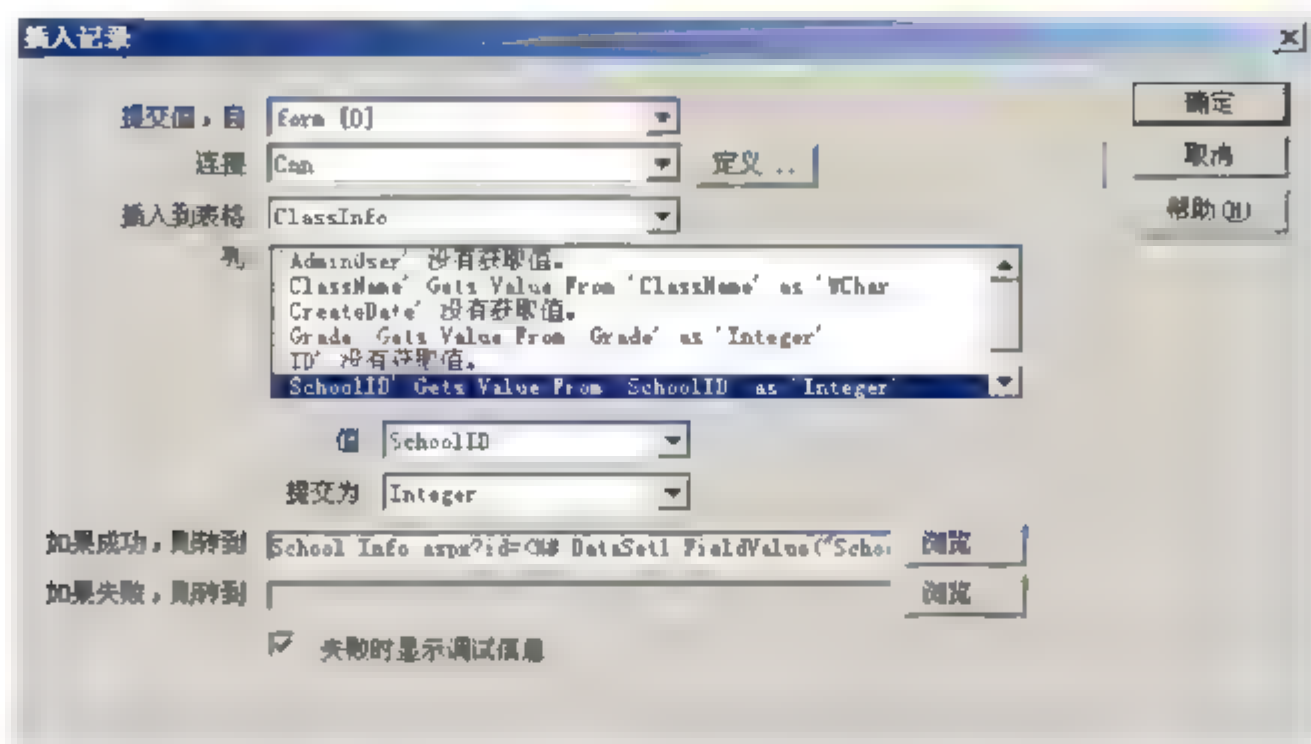 插入记录
提交值，自 form [0]
连接 Can 定义 ..
插入到表格 ClassInfo
列 AdminUser' 没有获取值。
ClassName' Gets Value From 'ClassName' as 'WChar
CreateDate' 没有获取值。
Grade Gets Value From Grade' as 'Integer'
ID' 没有获取值。
SchoolID' Gets Value From SchoolID as 'Integer'
值 SchoolID
提交为 Integer
如果成功，则转到 School Info aspx?id=<%# DataSet1 FieldValue("Schoo 浏览
如果失败，则转到 浏览
失败时显示调试信息
确定
取消
帮助(H)